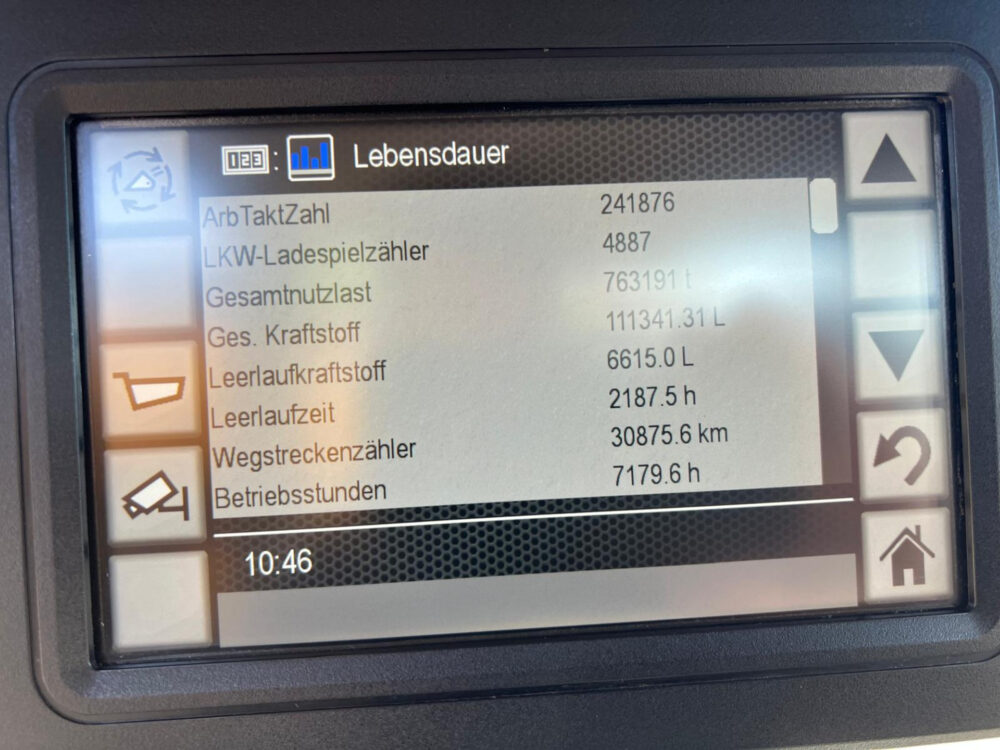 123 : Lebensdauer
ArbTaktZahl 241876
LKW-Ladespielzähler 4887
Gesamtnutzlast 763191 t
Ges. Kraftstoff 111341.31 L
Leerlaufkraftstoff 6615.0 L
Leerlaufzeit 2187.5 h
Wegstreckenzähler 30875.6 km
Betriebsstunden 7179.6 h
10:46